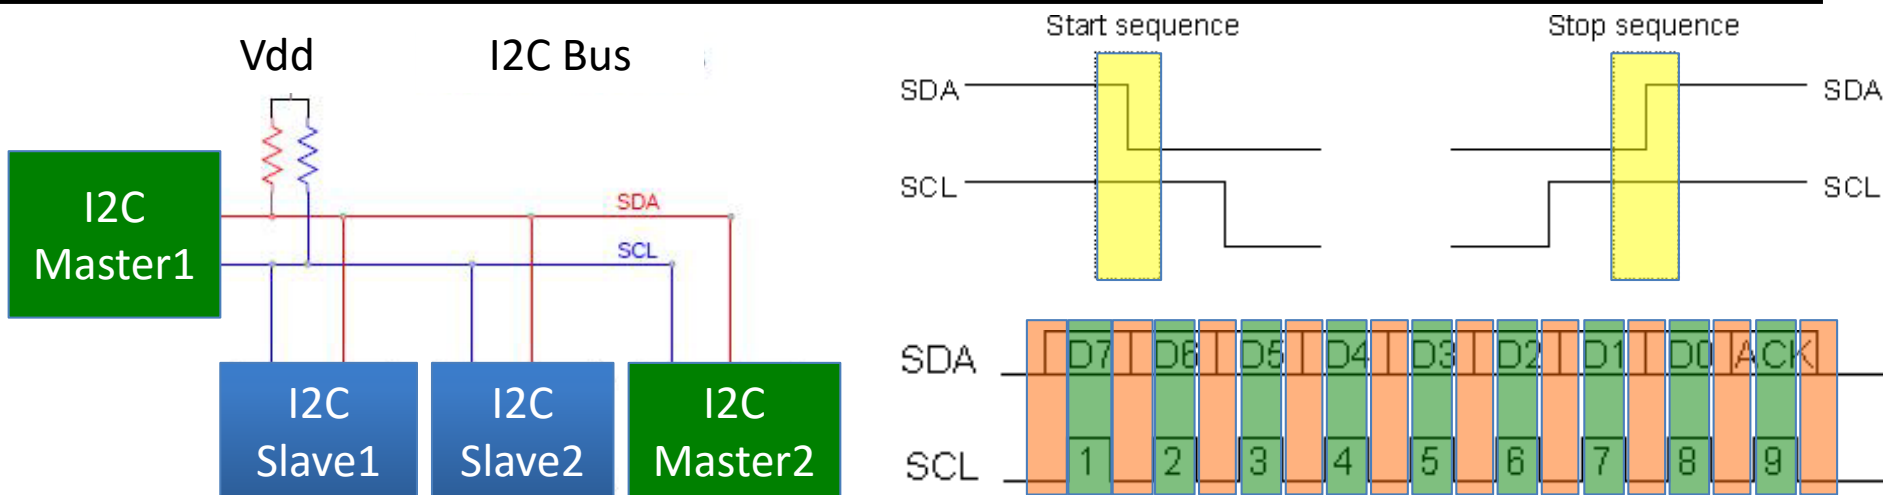 Vdd
I2C Bus
I2C
Master1
SDA
SCL
I2C
Slave1
I2C
Slave2
I2C
Master2
Start sequence
Stop sequence
SDA
SDA
SCL
SCL
SDA
D7 D6 D5 D4 D3 D2 D1 D0 ACK
SCL
1 2 3 4 5 6 7 8 9